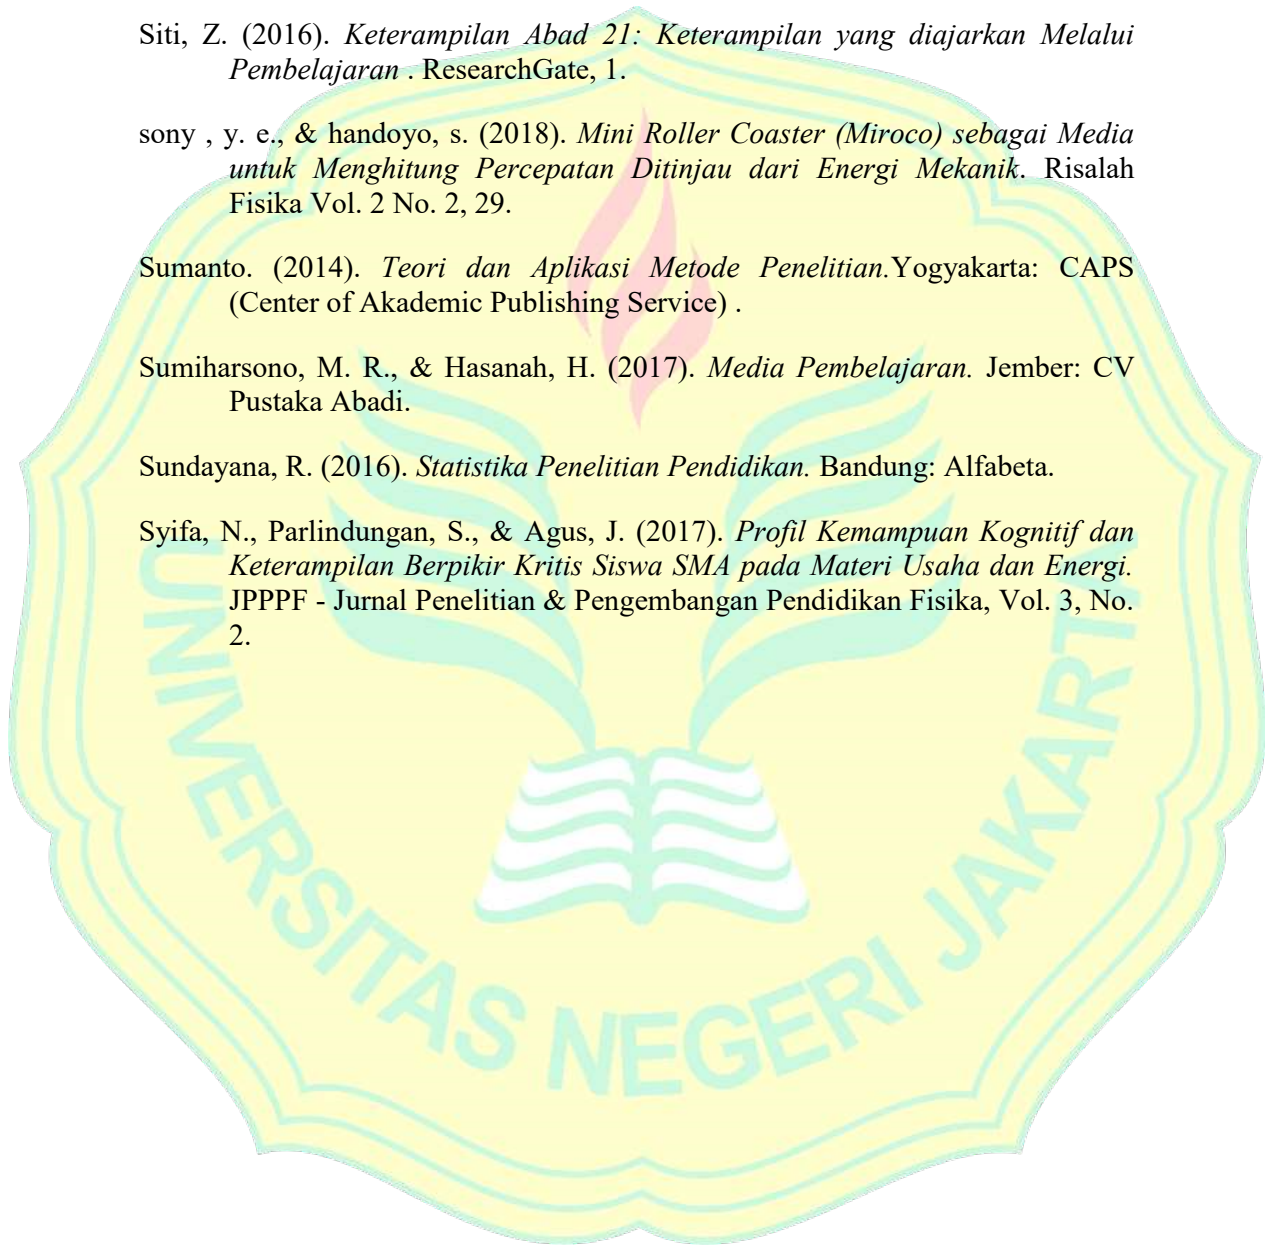 Siti, Z. (2016). Keterampilan Abad 21: Keterampilan yang diajarkan Melalui
Pembelajaran . ResearchGate, 1.
sony , y. e., & handoyo, s. (2018). Mini Roller Coaster (Miroco) sebagai Media
untuk Menghitung Percepatan Ditinjau dari Energi Mekanik. Risalah
Fisika Vol. 2 No. 2, 29.
Sumanto. (2014). Teori dan Aplikasi Metode Penelitian.Yogyakarta: CAPS
(Center of Akademic Publishing Service) .
Sumiharsono, M. R., & Hasanah, H. (2017). Media Pembelajaran. Jember: CV
Pustaka Abadi.
Sundayana, R. (2016). Statistika Penelitian Pendidikan. Bandung: Alfabeta.
Syifa, N., Parlindungan, S., & Agus, J. (2017). Profil Kemampuan Kognitif dan
Keterampilan Berpikir Kritis Siswa SMA pada Materi Usaha dan Energi.
JPPPF - Jurnal Penelitian & Pengembangan Pendidikan Fisika, Vol. 3, No.
2.
UNIVERSITAS NEGERI JAKARTA